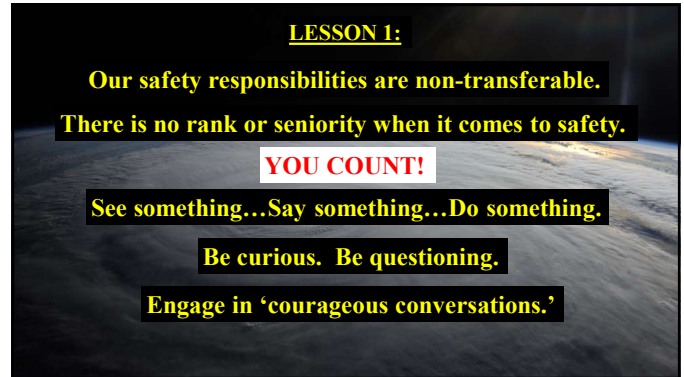 LESSON 1:
Our safety responsibilities are non-transferable.
There is no rank or seniority when it comes to safety.
YOU COUNT!
See something…Say something…Do something.
Be curious.  Be questioning.
Engage in ‘courageous conversations.’